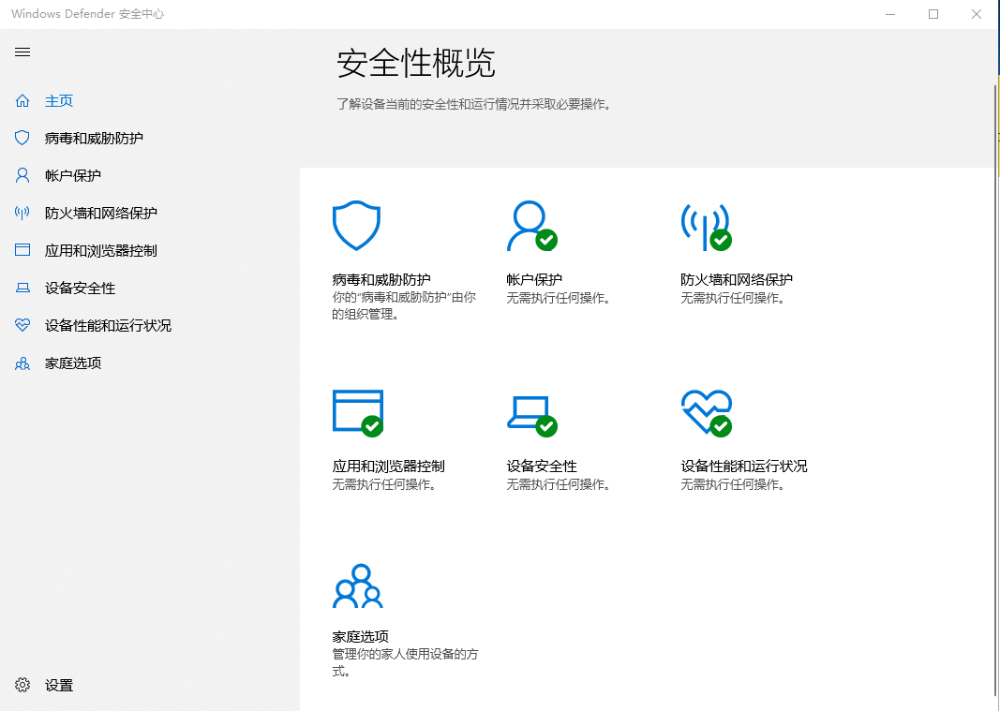 Windows Defender 安全中心
主页
病毒和威胁防护
帐户保护
防火墙和网络保护
应用和浏览器控制
设备安全性
设备性能和运行状况
家庭选项
设置
安全性概览
了解设备当前的安全性和运行情况并采取必要操作。
病毒和威胁防护
你的“病毒和威胁防护”由你
的组织管理。
帐户保护
无需执行任何操作。
防火墙和网络保护
无需执行任何操作。
应用和浏览器控制
无需执行任何操作。
设备安全性
无需执行任何操作。
设备性能和运行状况
无需执行任何操作。
家庭选项
管理你的家人使用设备的方
式。